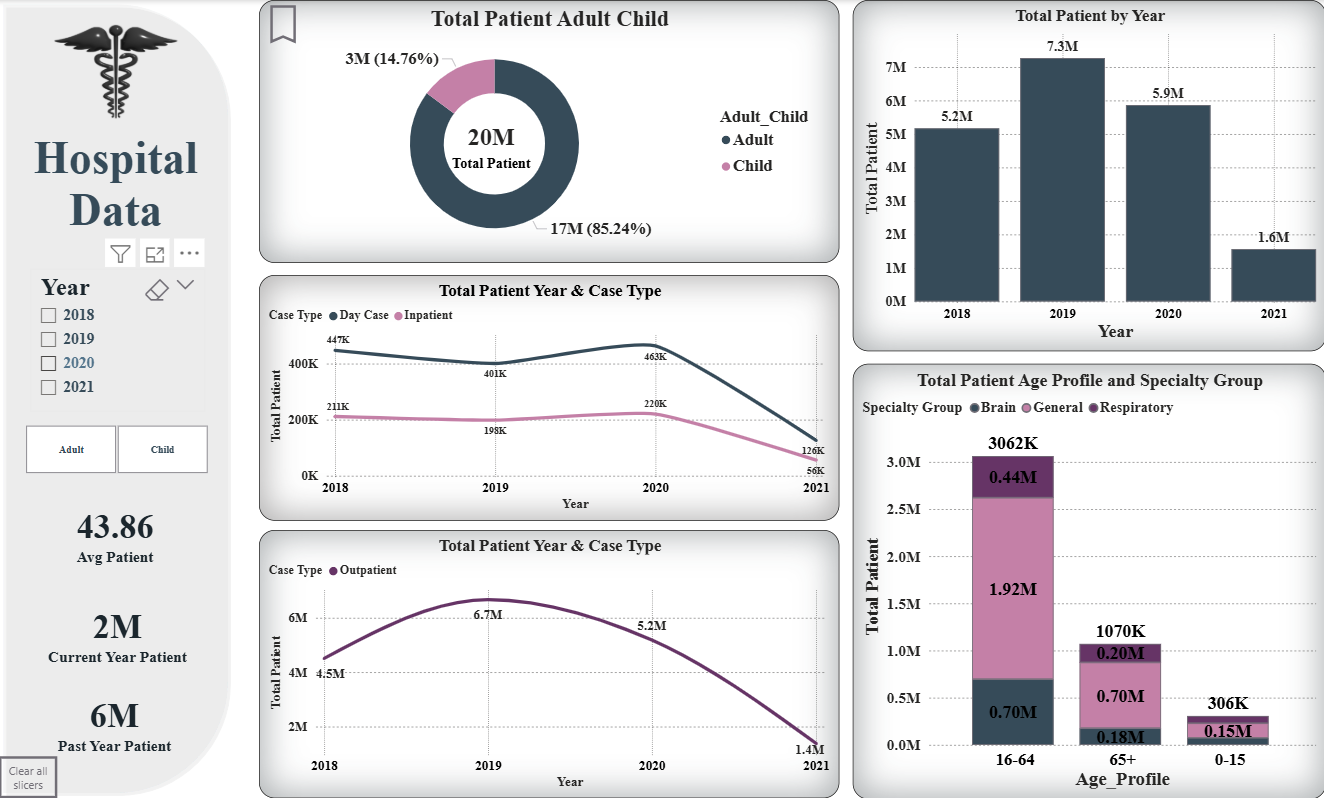 Hospital
Data
Year
2018
2019
2020
2021
Adult
Child
43.86
Avg Patient
2M
Current Year Patient
6M
Past Year Patient
Clear all
slicers
Total Patient Adult Child
3M (14.76%)
20M
Total Patient
17M (85.24%)
Adult_Child
Adult
Child
Total Patient Year & Case Type
Case Type Day Case Inpatient
Total Patient
400K
200K
0K
447K
401K
463K
126K
211K
198K
220K
56K
2018 2019 2020 2021
Year
Total Patient Year & Case Type
Case Type Outpatient
Total Patient
6M
4M
2M
4.5M
6.7M
5.2M
1.4M
2018 2019 2020 2021
Year
Total Patient by Year
Total Patient
7M
6M
5M
4M
3M
2M
1M
0M
5.2M
7.3M
5.9M
1.6M
2018 2019 2020 2021
Year
Total Patient Age Profile and Specialty Group
Specialty Group Brain General Respiratory
Total Patient
3.0M
2.5M
2.0M
1.5M
1.0M
0.5M
0.0M
3062K
0.44M
1.92M
0.70M
1070K
0.20M
0.70M
0.18M
306K
0.15M
16-64 65+ 0-15
Age_Profile